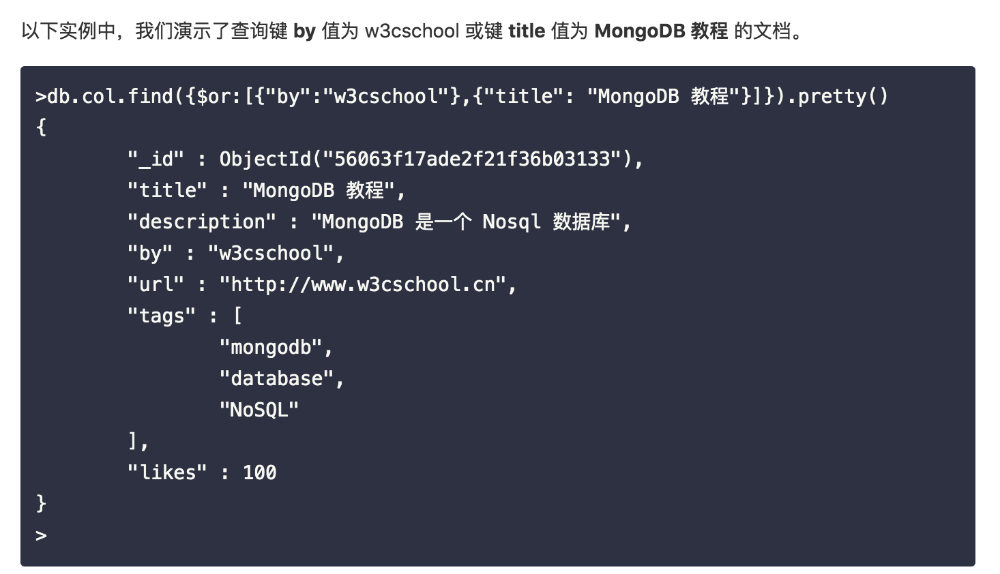 以下实例中，我们演示了查询键 by 值为 w3cschool 或键 title 值为 MongoDB 教程 的文档。
>db.col.find({$or:[{"by":"w3cschool"},{"title": "MongoDB 教程"}]}).pretty()
{
        "_id" : ObjectId("56063f17ade2f21f36b03133"),
        "title" : "MongoDB 教程",
        "description" : "MongoDB 是一个 Nosql 数据库",
        "by" : "w3cschool",
        "url" : "http://www.w3cschool.cn",
        "tags" : [
                "mongodb",
                "database",
                "NoSQL"
        ],
        "likes" : 100
}
>